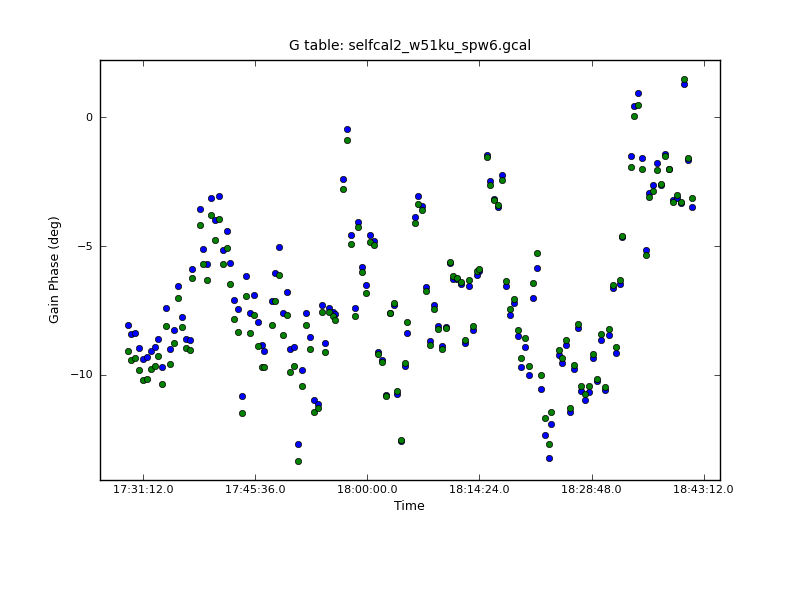 G table: selfcal2_w51ku_spw6.gcal
0
−5
−10
Gain Phase (deg)
17:31:12.0 17:45:36.0 18:00:00.0 18:14:24.0 18:28:48.0 18:43:12.0
Time